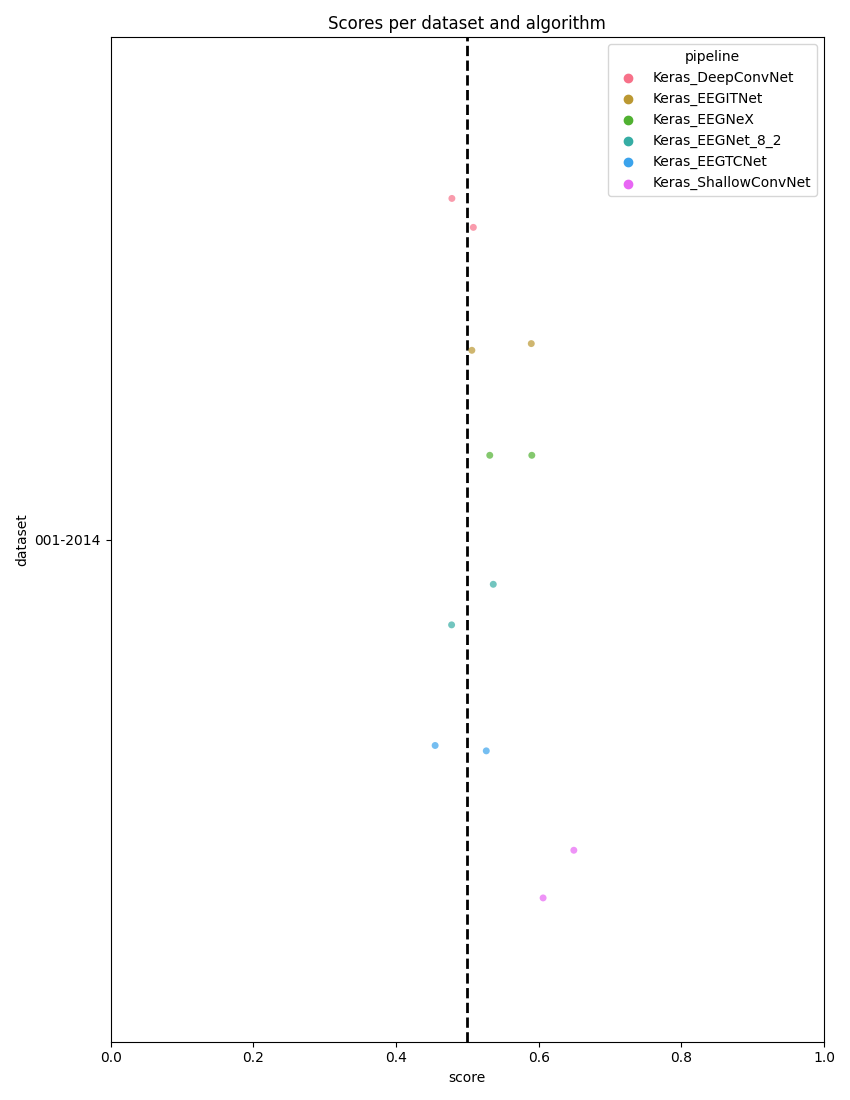 Scores per dataset and algorithm
pipeline
Keras_DeepConvNet
Keras_EEGITNet
Keras_EEGNeX
Keras_EEGNet_8_2
Keras_EEGTCNet
Keras_ShallowConvNet
dataset
001-2014
0.0
0.2
0.4
0.6
0.8
1.0
score